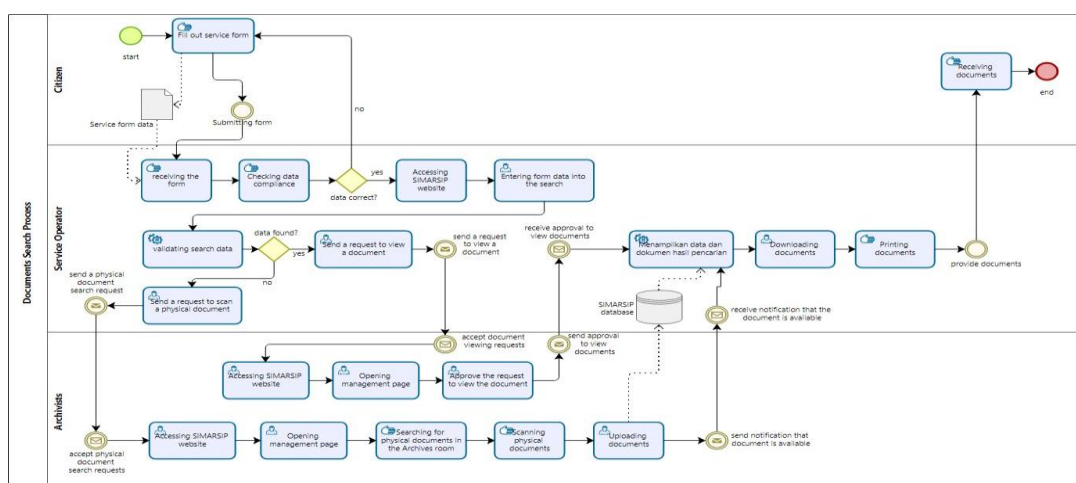 Documents Search Process
Citizen
start
Fill out service form
Service form data
Submitting form
no
Receiving
documents
end
Service Operator
receiving the
form
Checking data
compliance
data correct?
yes
Accessing
SIMARSIP
website
Entering form data into
the search
validating search data
data found?
yes
no
Send a request to view
a document
send a request
to view a
document
receive approval to
view documents
Menampilkan data dan
dokumen hasil pencarian
Downloading
documents
Printing
documents
provide documents
send a physical
document
search request
Send a request to scan
a physical document
SIMARSIP
database
receive notification that the
document is available
Archivists
accept document
viewing requests
send approval
to view
documents
Accessing SIMARSIP
website
Opening
management page
Approve the request
to view the document
accept physical
document
search requests
Accessing SIMARSIP
website
Opening
management page
Searching for
physical documents in
the Archives room
Scanning
physical
documents
Uploading
documents
send notification that
document is available